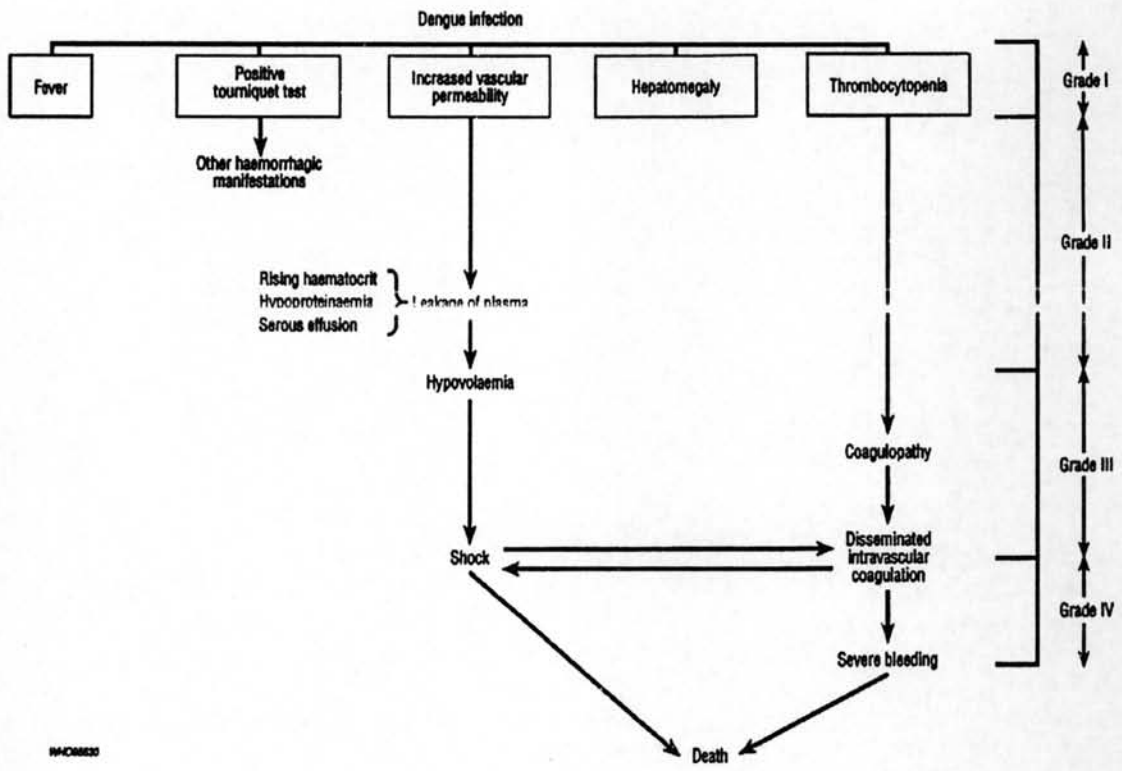 Dengue infection
Fever
Positive
tourniquet test
Increased vascular
permeability
Hepatomegaly
Thrombocytopenia
Grade I
Other haemorrhagic
manifestations
Grade II
Rising haematocrit
Hypoproteinaemia
Serous effusion
Leakage of plasma
Hypovolaemia
Coagulopathy
Grade III
Shock
Disseminated
intravascular
coagulation
Grade IV
Severe bleeding
Death